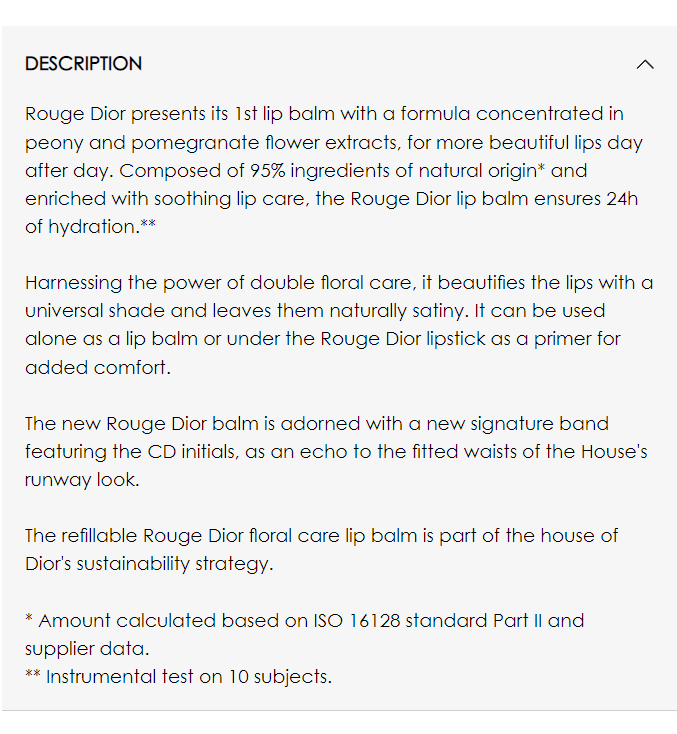 DESCRIPTION
Rouge Dior presents its 1st lip balm with a formula concentrated in
peony and pomegranate flower extracts, for more beautiful lips day
after day. Composed of 95% ingredients of natural origin* and
enriched with soothing lip care, the Rouge Dior lip balm ensures 24h
of hydration.**
Harnessing the power of double floral care, it beautifies the lips with a
universal shade and leaves them naturally satiny. It can be used
alone as a lip balm or under the Rouge Dior lipstick as a primer for
added comfort.
The new Rouge Dior balm is adorned with a new signature band
featuring the CD initials, as an echo to the fitted waists of the House's
runway look.
The refillable Rouge Dior floral care lip balm is part of the house of
Dior's sustainability strategy.
* Amount calculated based on ISO 16128 standard Part II and
supplier data.
** Instrumental test on 10 subjects.